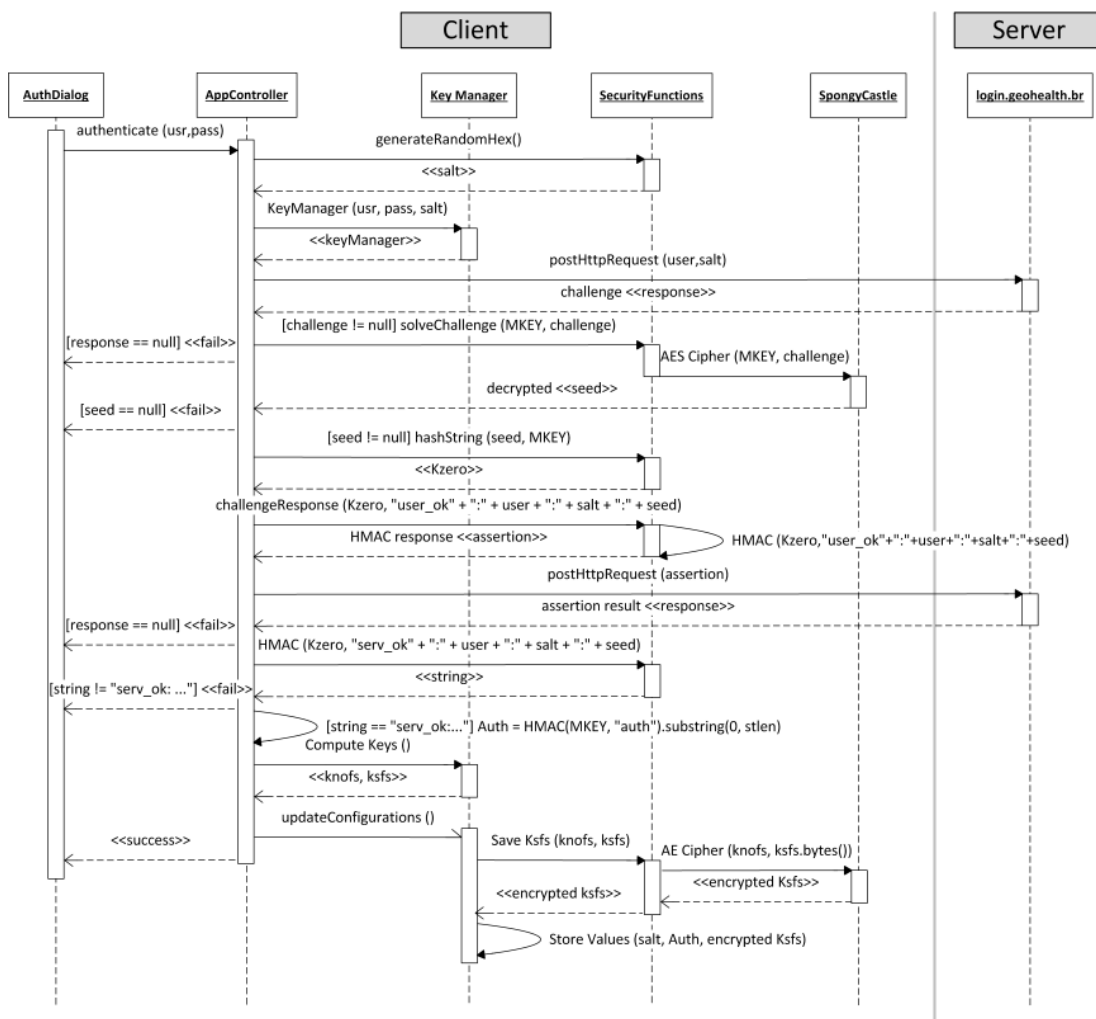 Client
Server
AuthDialog
AppController
Key Manager
SecurityFunctions
SpongyCastle
login.geohealth.br
authenticate (usr,pass)
generateRandomHex()
<<salt>>
KeyManager (usr, pass, salt)
<<keyManager>>
postHttpRequest (user,salt)
challenge <<response>>
[challenge != null] solveChallenge (MKEY, challenge)
[response == null] <<fail>>
AES Cipher (MKEY, challenge)
decrypted <<seed>>
[seed == null] <<fail>>
[seed != null] hashString (seed, MKEY)
<<Kzero>>
challengeResponse (Kzero, "user_ok" + ":" + user + ":" + salt + ":" + seed)
HMAC response <<assertion>>
HMAC (Kzero,"user_ok"+":"+user+":"+salt+":"+seed)
postHttpRequest (assertion)
assertion result <<response>>
[response == null] <<fail>>
HMAC (Kzero, "serv_ok" + ":" + user + ":" + salt + ":" + seed)
<<string>>
[string != "serv_ok: ..."] <<fail>>
[string == "serv_ok:..."] Auth = HMAC(MKEY, "auth").substring(0, stlen)
Compute Keys ()
<<knofs, ksfs>>
updateConfigurations ()
<<success>>
Save Ksfs (knofs, ksfs)
AE Cipher (knofs, ksfs.bytes())
<<encrypted Ksfs>>
<<encrypted ksfs>>
Store Values (salt, Auth, encrypted Ksfs)